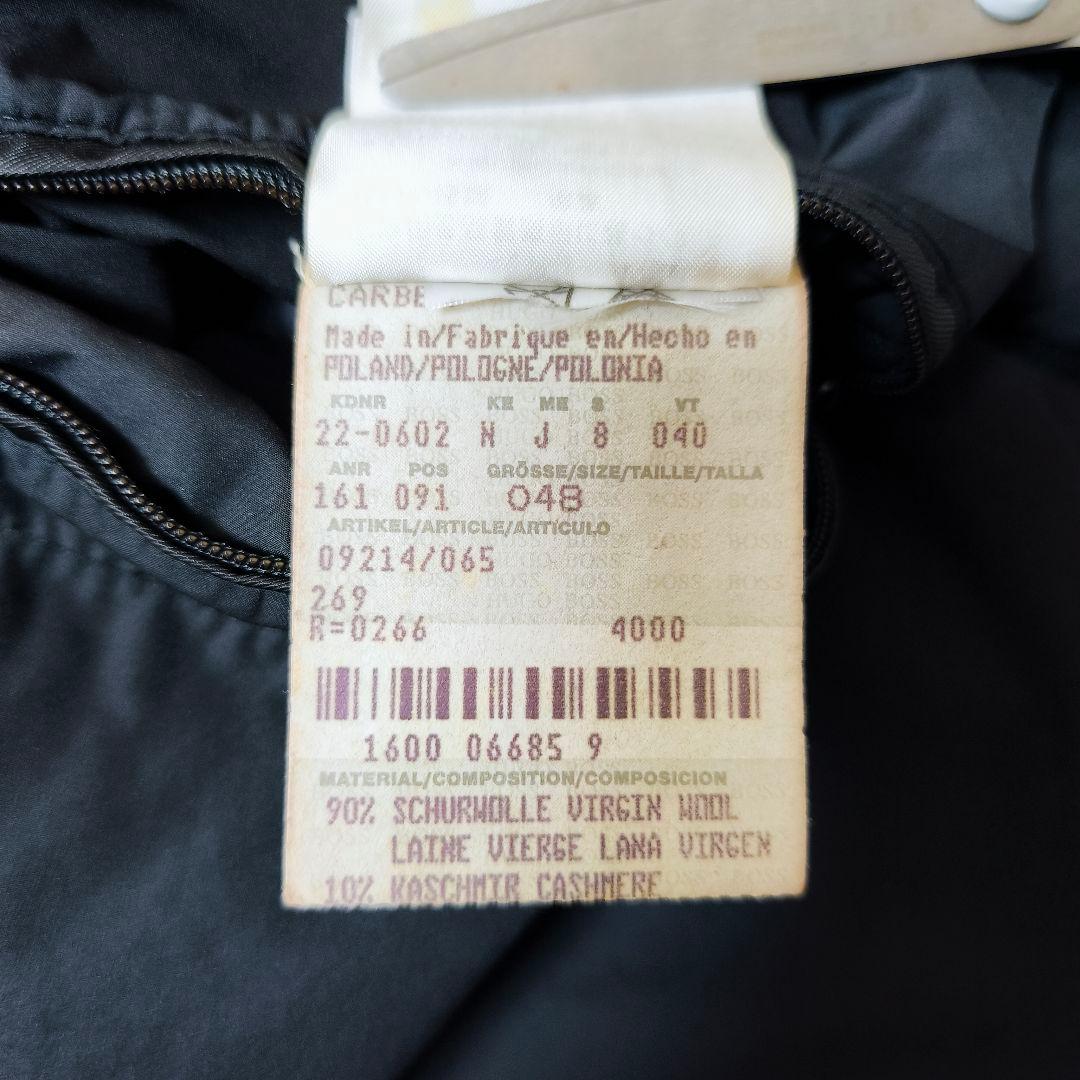 CARBE
Made in/Fabrique en/Hecho en
POLAND/POLOGNE/POLONIA
KDNR KE ME S VT
22-0602 N J 8 040
ANR POS GRÖSSE/SIZE/TAILLE/TALLA
161 091 048
ARTIKEL/ARTICLE/ARTÍCULO
09214/065
269
R=0266 4000
1600 06685 9
MATERIAL/COMPOSITION/COMPOSICION
90% SCHURWOLLE VIRGIN WOOL
LAINE VIERGE LANA VIRGEN
10% KASCHMIR CASHMERE